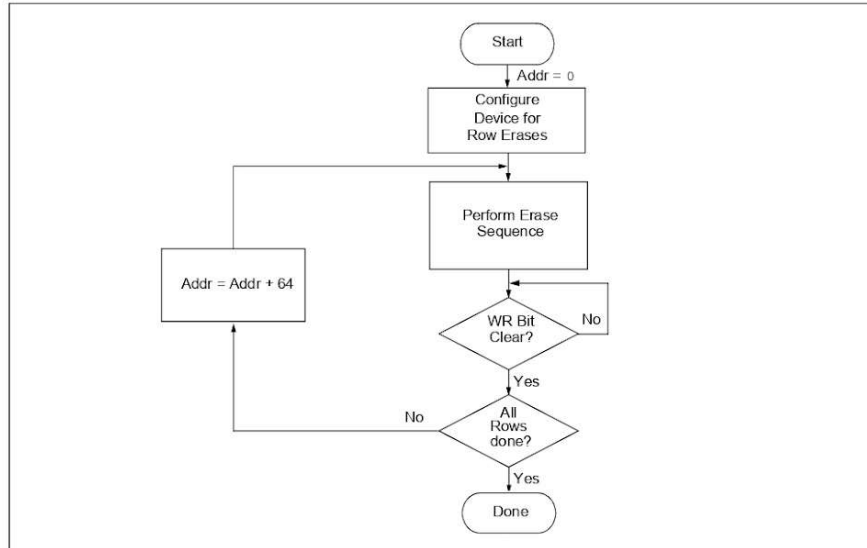 Start
Addr = 0
Configure
Device for
Row Erases
Perform Erase
Sequence
Addr = Addr + 64
WR Bit
Clear?
No
Yes
No
All
Rows
done?
Yes
Done